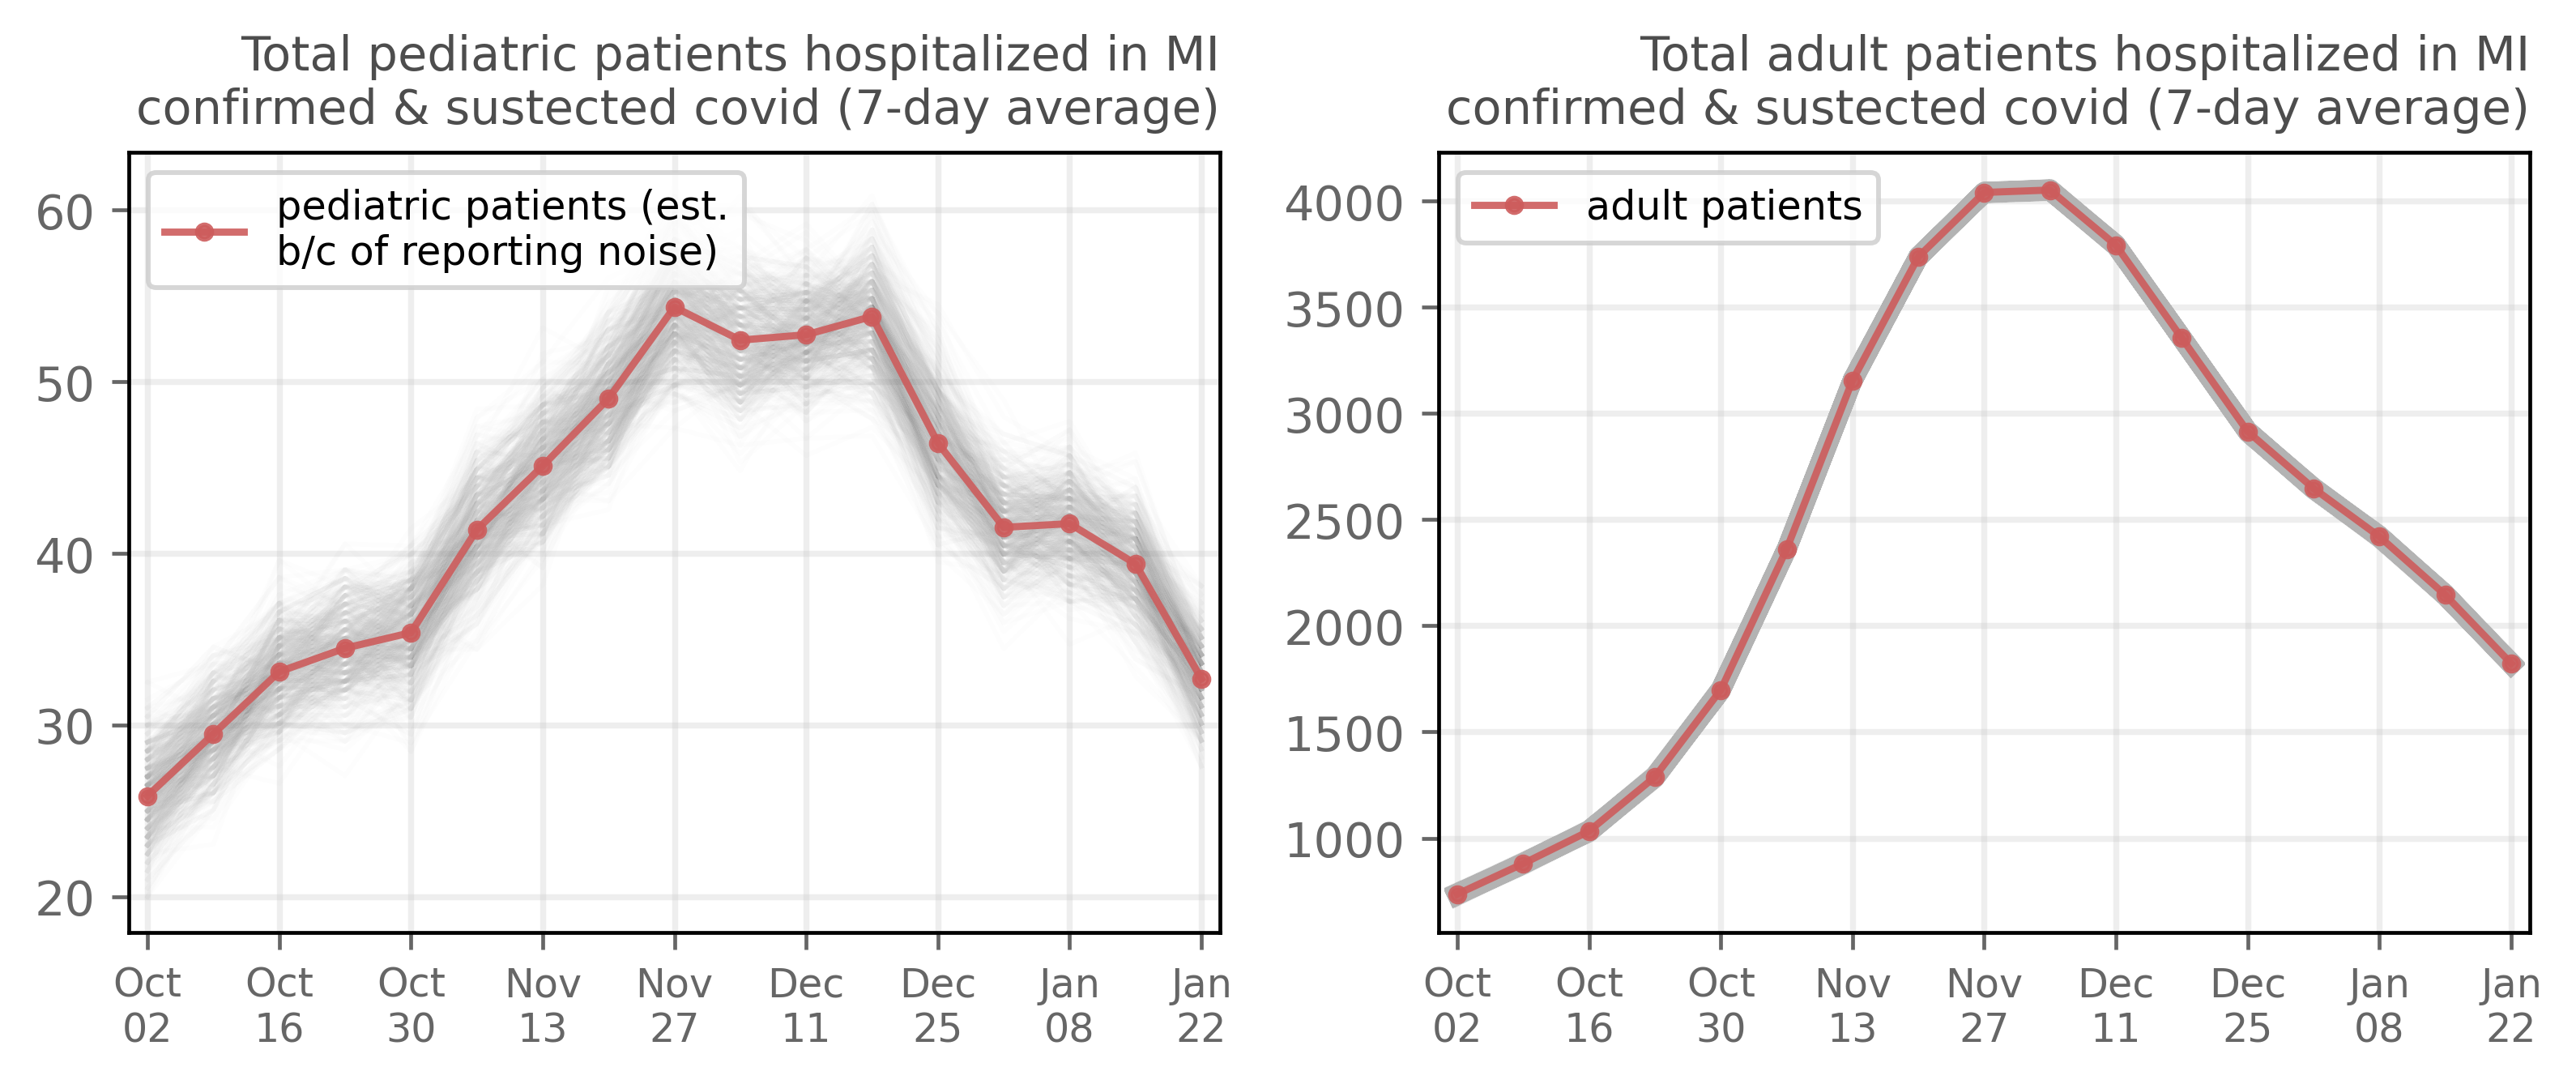 Total pediatric patients hospitalized in MI
confirmed & sustected covid (7-day average)
pediatric patients (est.
b/c of reporting noise)
60
50
40
30
20
Oct Oct Oct Nov Nov Dec Dec Jan Jan
02 16 30 13 27 11 25 08 22
Total adult patients hospitalized in MI
confirmed & sustected covid (7-day average)
adult patients
4000
3500
3000
2500
2000
1500
1000
Oct Oct Oct Nov Nov Dec Dec Jan Jan
02 16 30 13 27 11 25 08 22